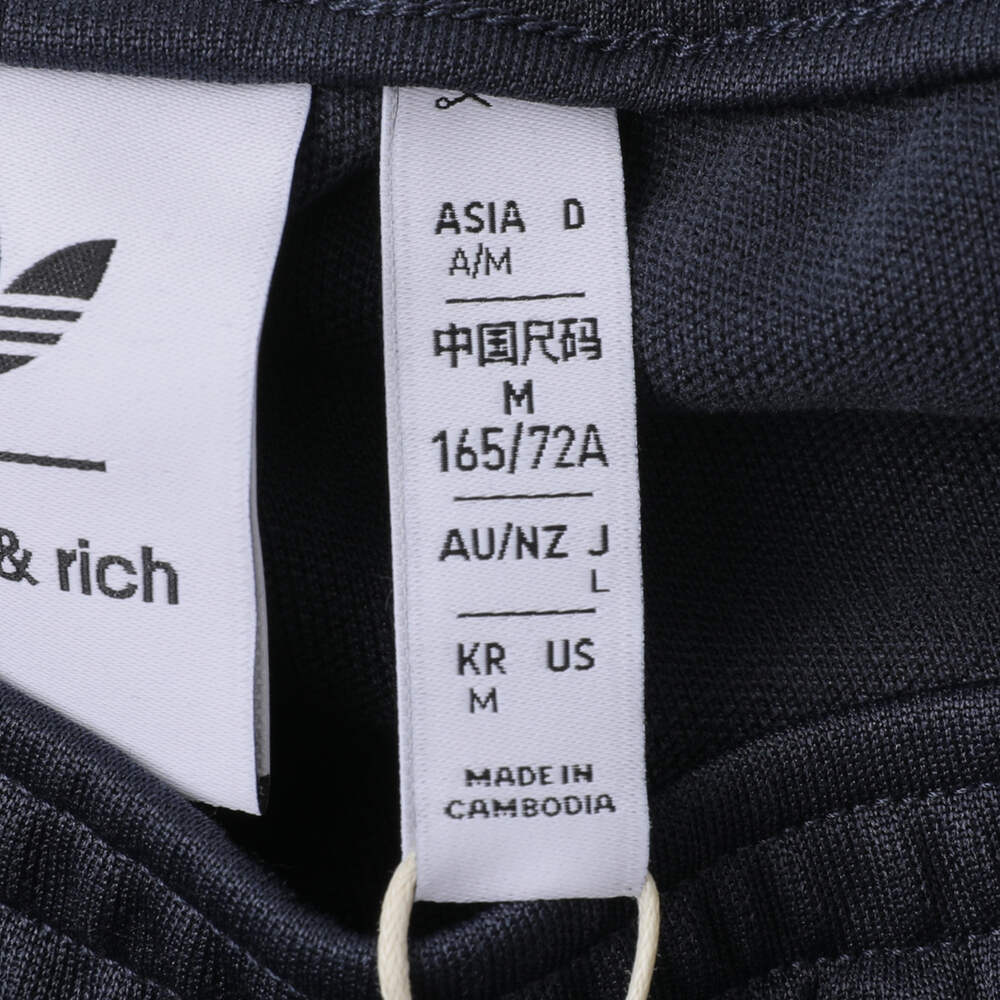 & rich
ASIA D
A/M
中国尺码
M
165/72A
AU/NZ J
L
KR US
M
MADE IN
CAMBODIA